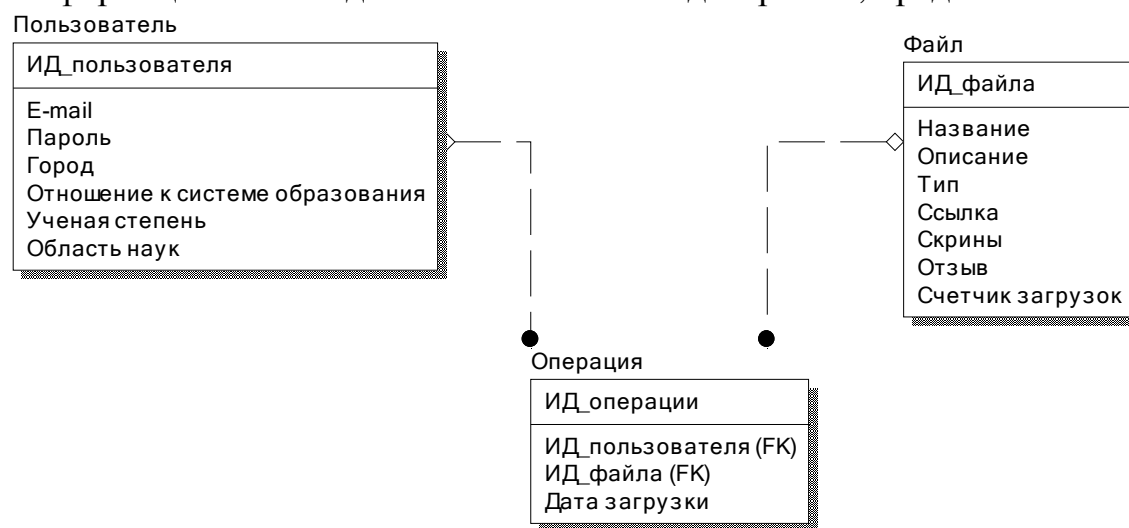 Пользователь
ИД_пользователя
E-mail
Пароль
Город
Отношение к системе образования
Ученая степень
Область наук
Файл
ИД_файла
Название
Описание
Тип
Ссылка
Скрины
Отзыв
Счетчик загрузок
Операция
ИД_операции
ИД_пользователя (FK)
ИД_файла (FK)
Дата загрузки